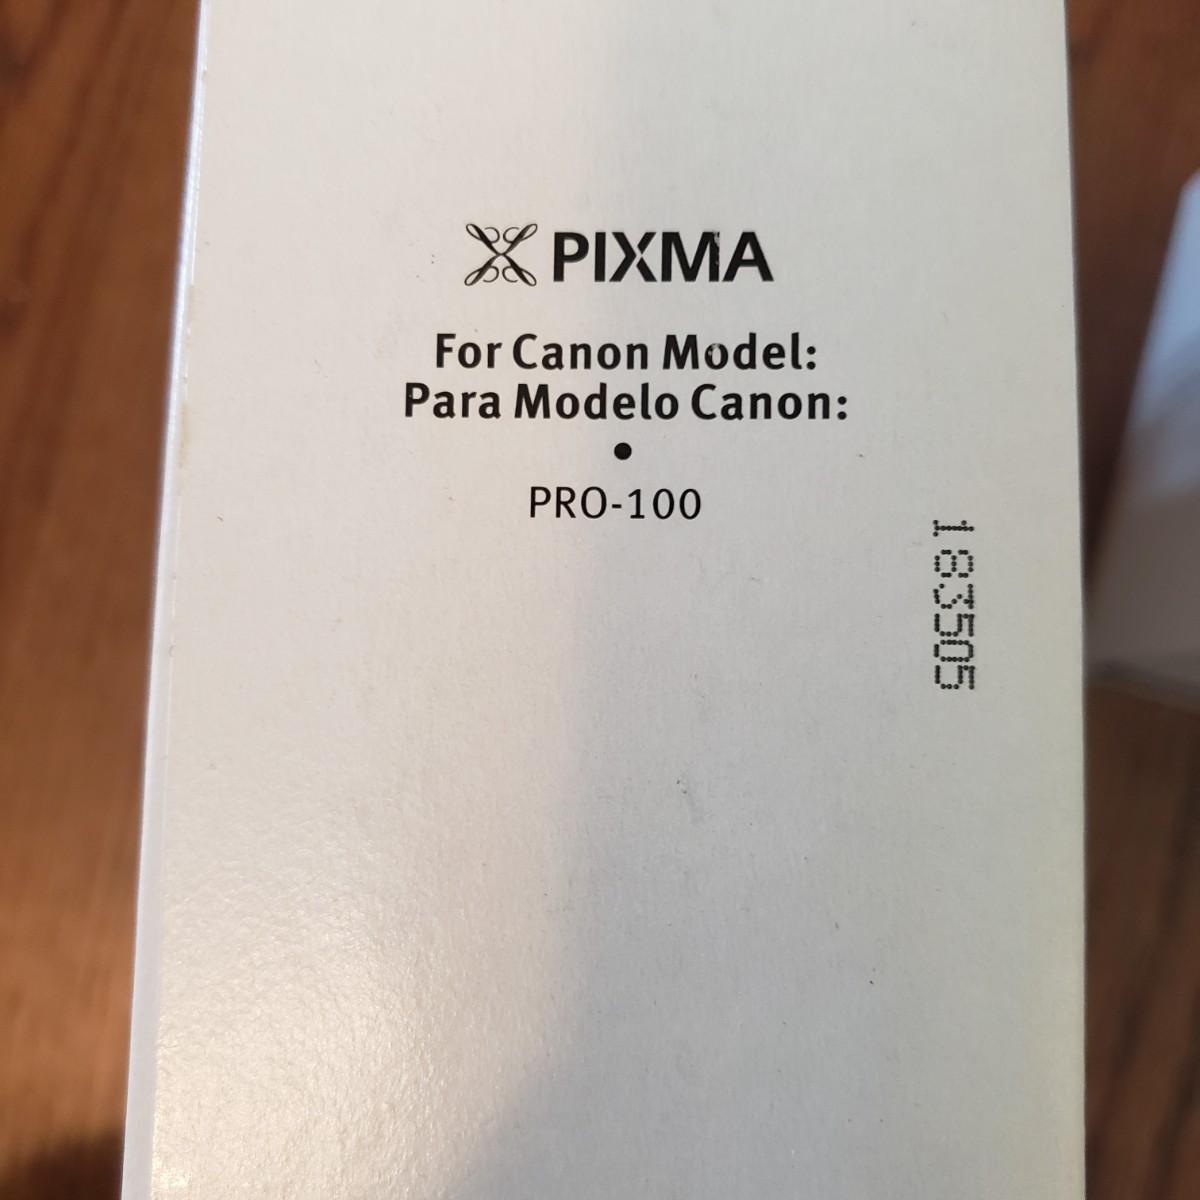 PIXMA
For Canon Model:
Para Modelo Canon:
•
PRO-100
183505